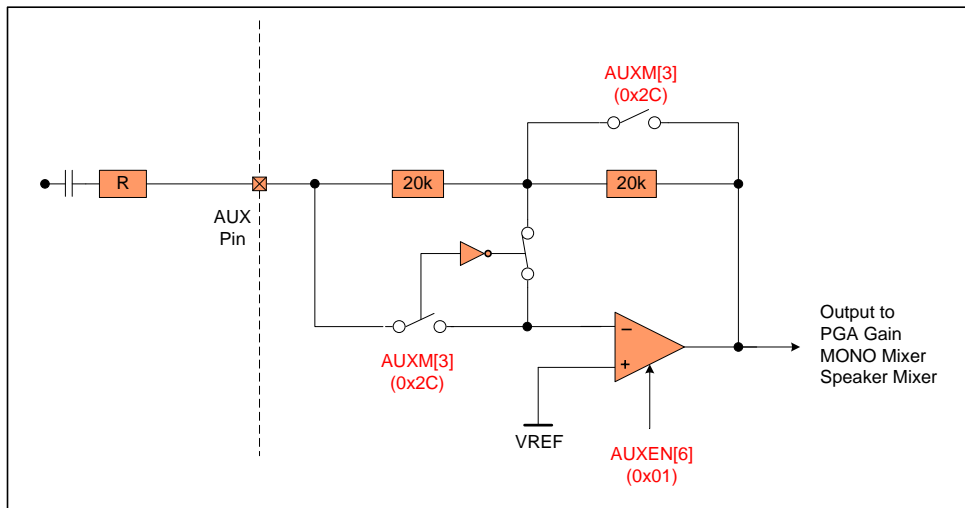 AUXM[3]
(0x2C)
R
20k
20k
AUX
Pin
AUXM[3]
(0x2C)
−
+
VREF
AUXEN[6]
(0x01)
Output to
PGA Gain
MONO Mixer
Speaker Mixer